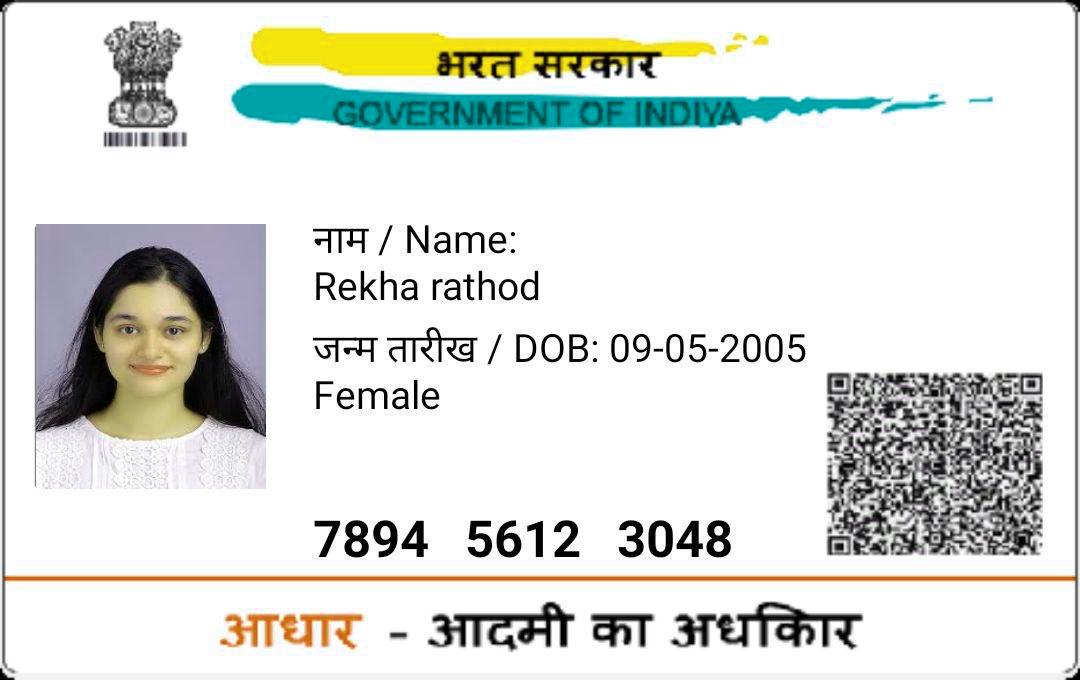 भरत सरकार
GOVERNMENT OF INDIYA
नाम / Name:
Rekha rathod
जन्म तारीख / DOB: 09-05-2005
Female
7894 5612 3048
आधार - आदमी का अधकिार